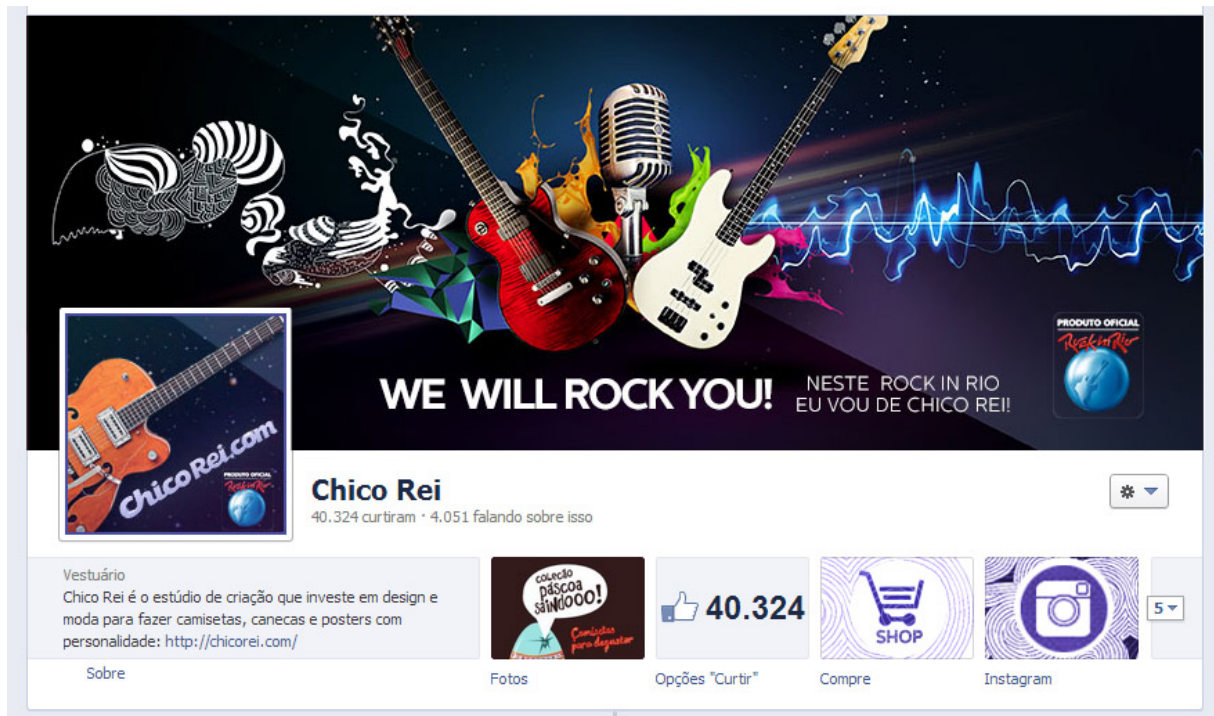 PRODUTO OFICIAL
Rock in Rio
WE WILL ROCK YOU!
NESTE ROCK IN RIO
EU VOU DE CHICO REI!
chicoRei.com
PRODUTO OFICIAL
Rock in Rio
Chico Rei
40.324 curtiram · 4.051 falando sobre isso
Vestuário
Chico Rei é o estúdio de criação que investe em design e
moda para fazer camisetas, canecas e posters com
personalidade: http://chicorei.com/
Sobre
COLEÇÃO
PÁSCOA
SAINDOOO!
Camisetas
para degustar
Fotos
40.324
Opções "Curtir"
SHOP
Compre
Instagram
5